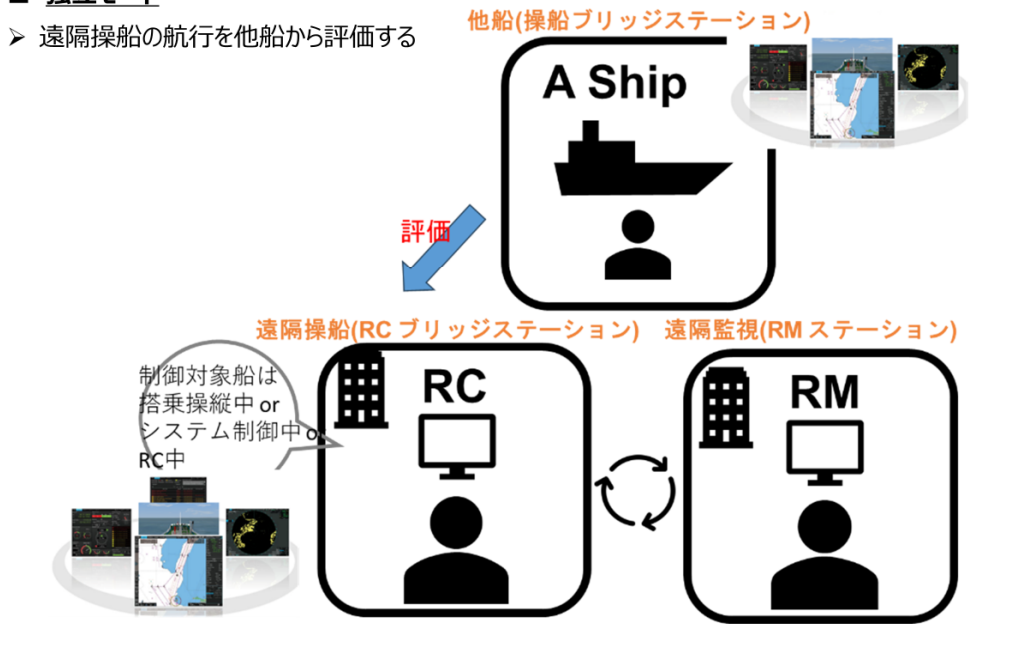 ➢ 遠隔操船の航行を他船から評価する
他船(操船ブリッジステーション)
A Ship
評価
遠隔操船(RC ブリッジステーション)
遠隔監視(RM ステーション)
制御対象船は
搭乗操縦中 or
システム制御中 o
RC中
RC
RM